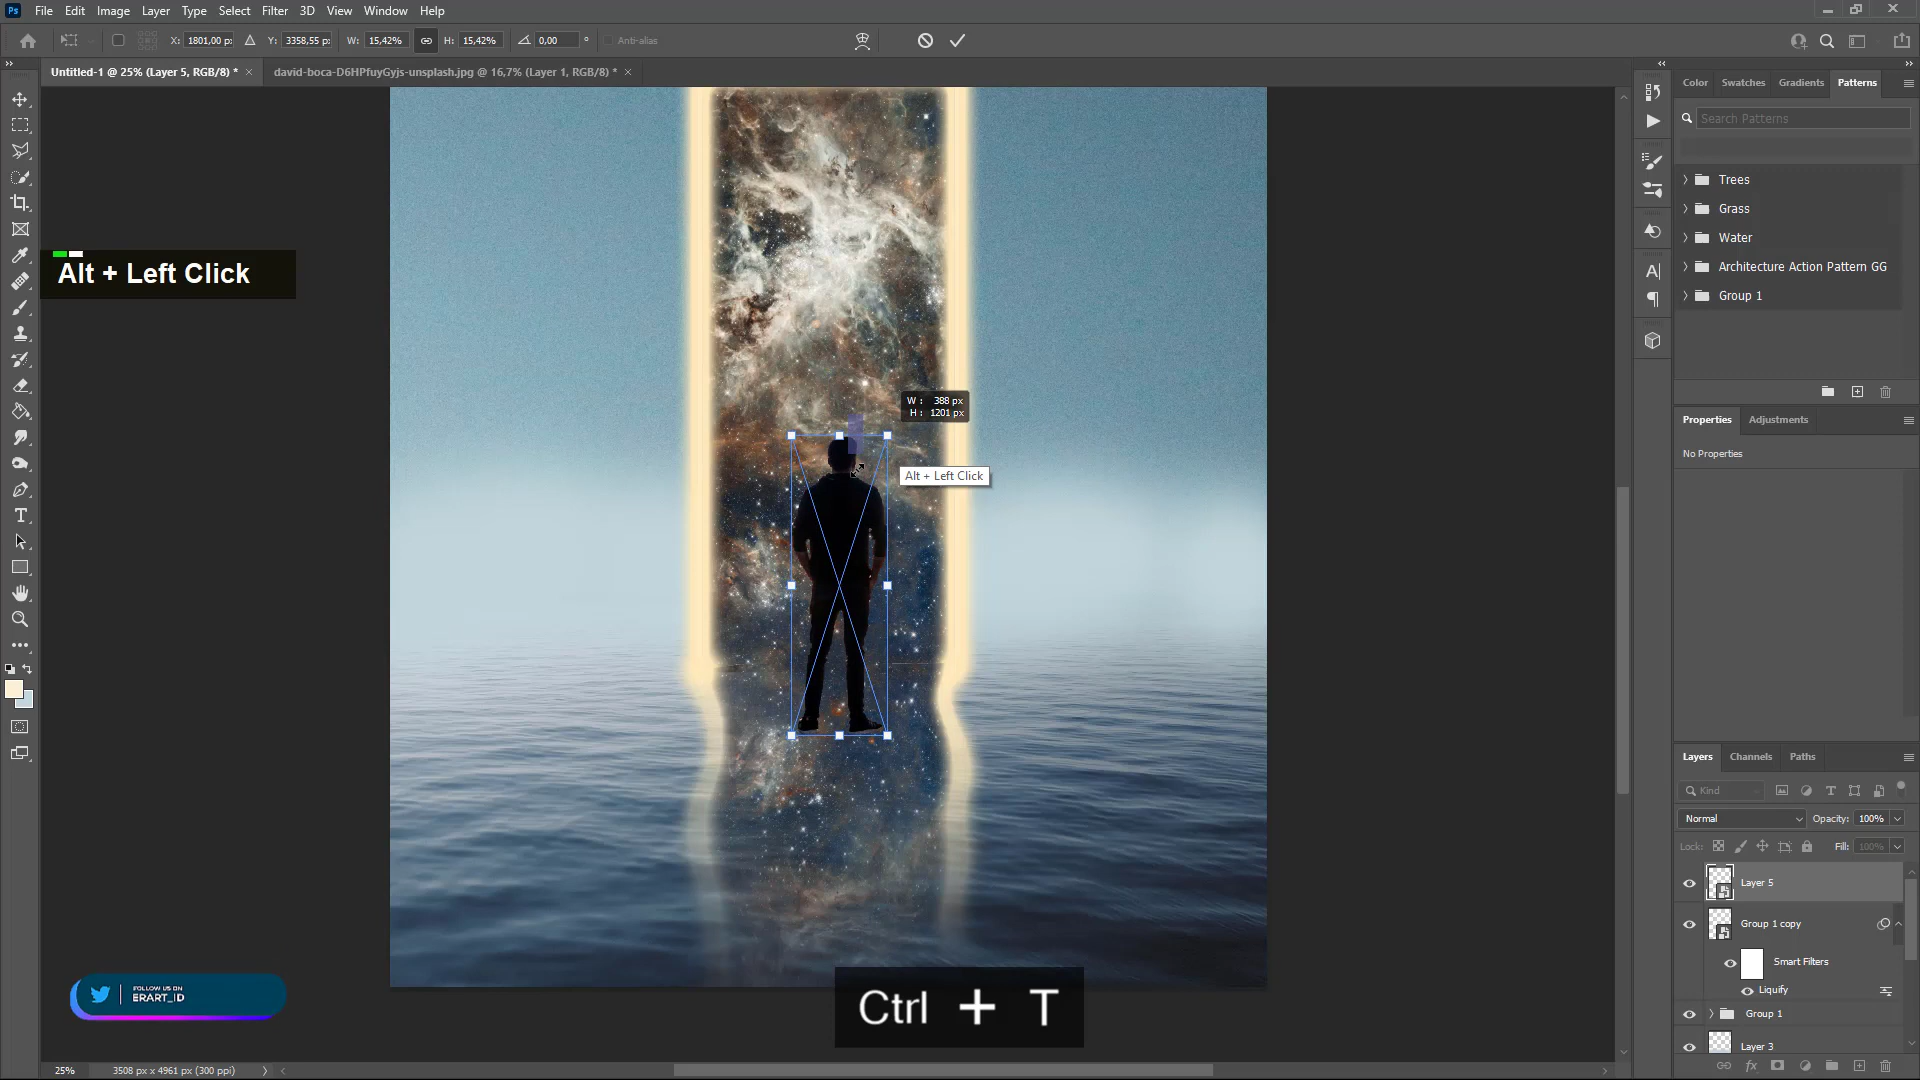 File Edit Image Layer Type Select Filter 3D View Window Help
X: 1801,00 p: Y: 3358,55 p: W: 15,42% H: 15,42% 0,00 ° Anti-alias
Untitled-1 @ 25% (Layer 5, RGB/8) * × david-boca-D6HPfuyGyjs-unsplash.jpg @ 16,7% (Layer 1, RGB/8) * ×
Color Swatches Gradients Patterns
Search Patterns
Trees
Grass
Water
Architecture Action Pattern GG
Group 1
Alt + Left Click
W : 388 px
H : 1201 px
Alt + Left Click
Properties Adjustments
No Properties
Layers Channels Paths
Kind
Normal Opacity: 100%
Lock: Fill: 100%
Layer 5
Group 1 copy
Smart Filters
Liquify
Group 1
Layer 3
FOLLOW US ON
ERART_ID
Ctrl + T
25% 3508 px x 4961 px (300 ppi)